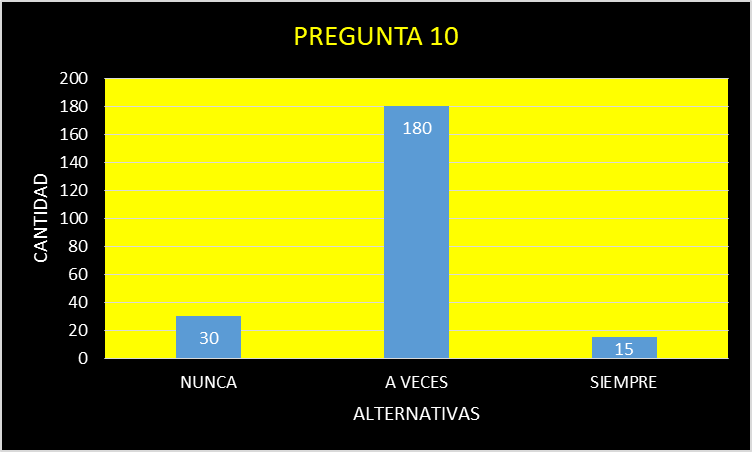 PREGUNTA 10
CANTIDAD
200
180
160
140
120
100
80
60
40
20
0
30
180
15
NUNCA
A VECES
SIEMPRE
ALTERNATIVAS